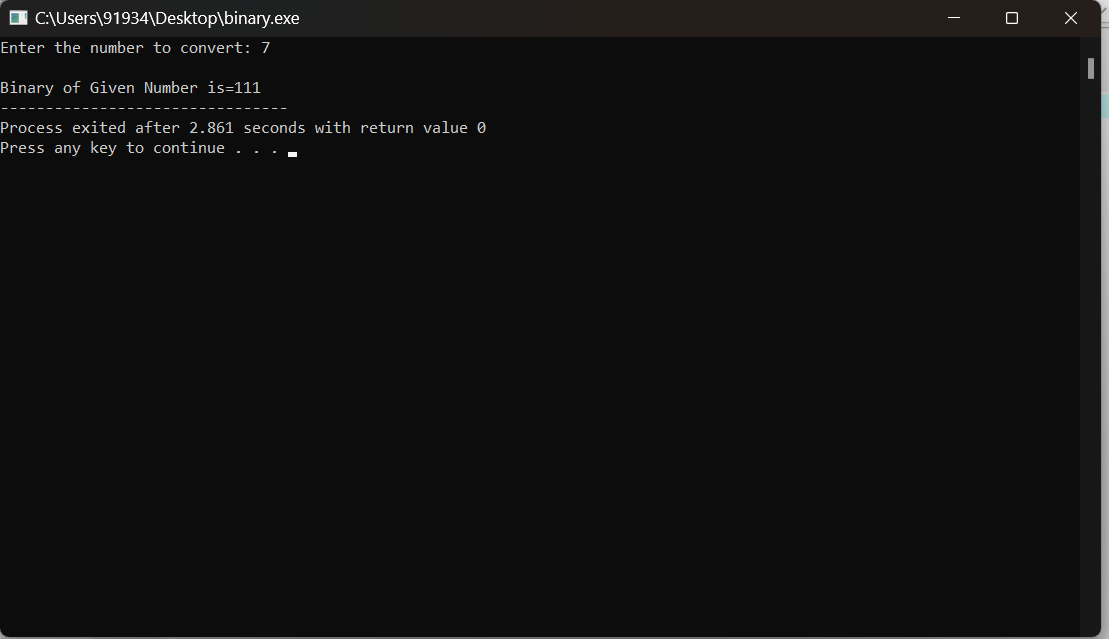 C:\Users\91934\Desktop\binary.exe
Enter the number to convert: 7
Binary of Given Number is=111
--------------------------------
Process exited after 2.861 seconds with return value 0
Press any key to continue . . .